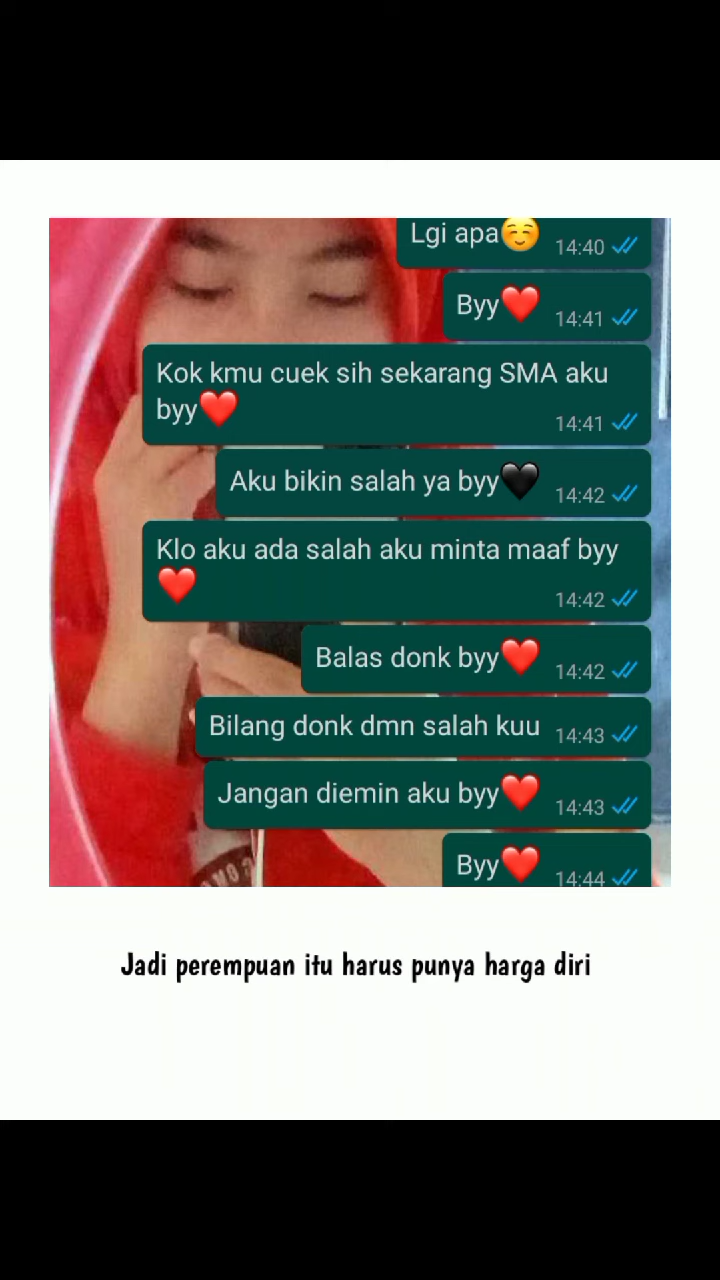 Lgi apa☺️ 14:40
Byy❤️ 14:41
Kok kmu cuek sih sekarang SMA aku
byy❤️ 14:41
Aku bikin salah ya byy🖤 14:42
Klo aku ada salah aku minta maaf byy
❤️ 14:42
Balas donk byy❤️ 14:42
Bilang donk dmn salah kuu 14:43
Jangan diemin aku byy❤️ 14:43
Byy❤️ 14:44
Jadi perempuan itu harus punya harga diri